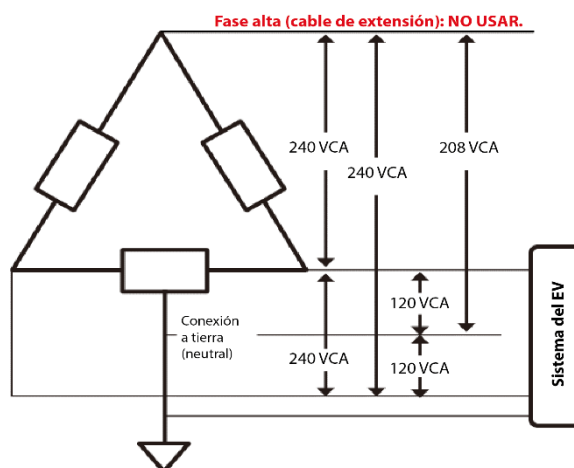 Fase alta (cable de extensión): NO USAR.
240 VCA
240 VCA
208 VCA
120 VCA
Conexión
a tierra
(neutral)
240 VCA
120 VCA
Sistema del EV